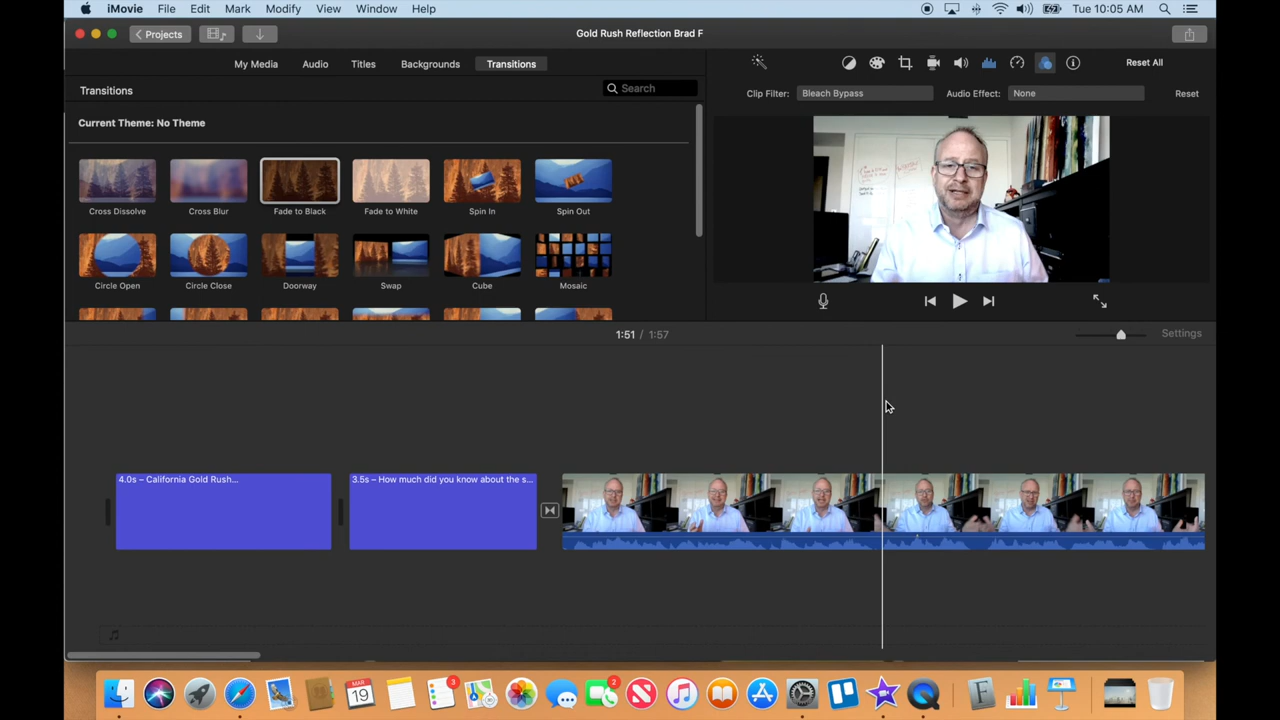 iMovie File Edit Mark Modify View Window Help Tue 10:05 AM
Projects Gold Rush Reflection Brad F
My Media Audio Titles Backgrounds Transitions Reset All
Transitions Search Clip Filter: Bleach Bypass Audio Effect: None Reset
Current Theme: No Theme
Cross Dissolve Cross Blur Fade to Black Fade to White Spin In Spin Out
Circle Open Circle Close Doorway Swap Cube Mosaic
1:51 / 1:57 Settings
4.0s – California Gold Rush... 3.5s – How much did you know about the s...
MAR 3 2
19